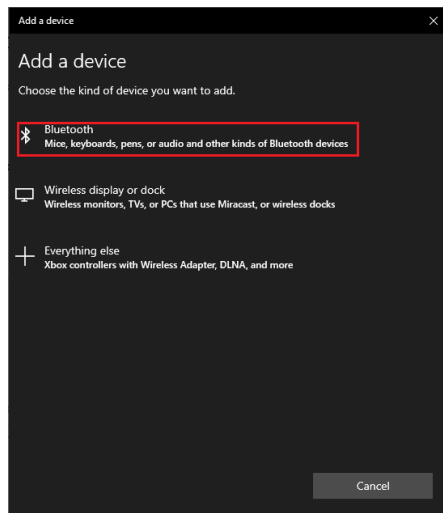 Add a device
Add a device
Choose the kind of device you want to add.
Bluetooth
Mice, keyboards, pens, or audio and other kinds of Bluetooth devices
Wireless display or dock
Wireless monitors, TVs, or PCs that use Miracast, or wireless docks
Everything else
Xbox controllers with Wireless Adapter, DLNA, and more
Cancel